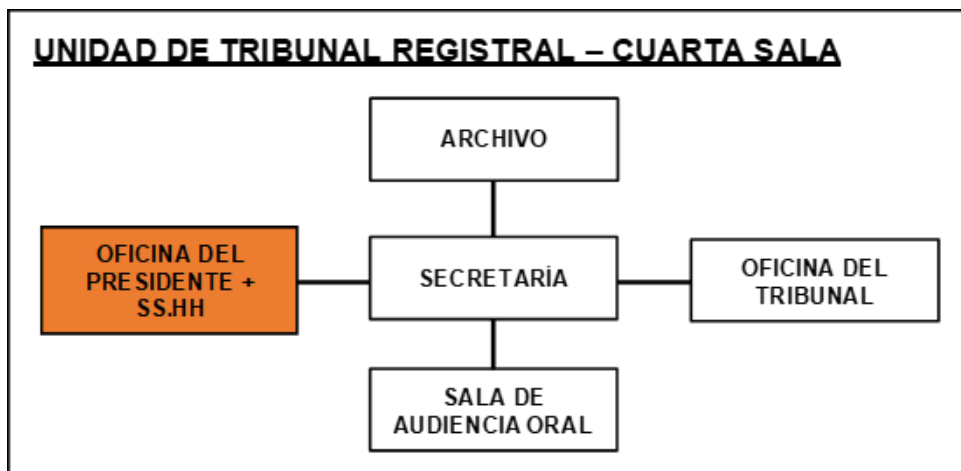 UNIDAD DE TRIBUNAL REGISTRAL – CUARTA SALA
ARCHIVO
OFICINA DEL
PRESIDENTE +
SS.HH
SECRETARÍA
OFICINA DEL
TRIBUNAL
SALA DE
AUDIENCIA ORAL